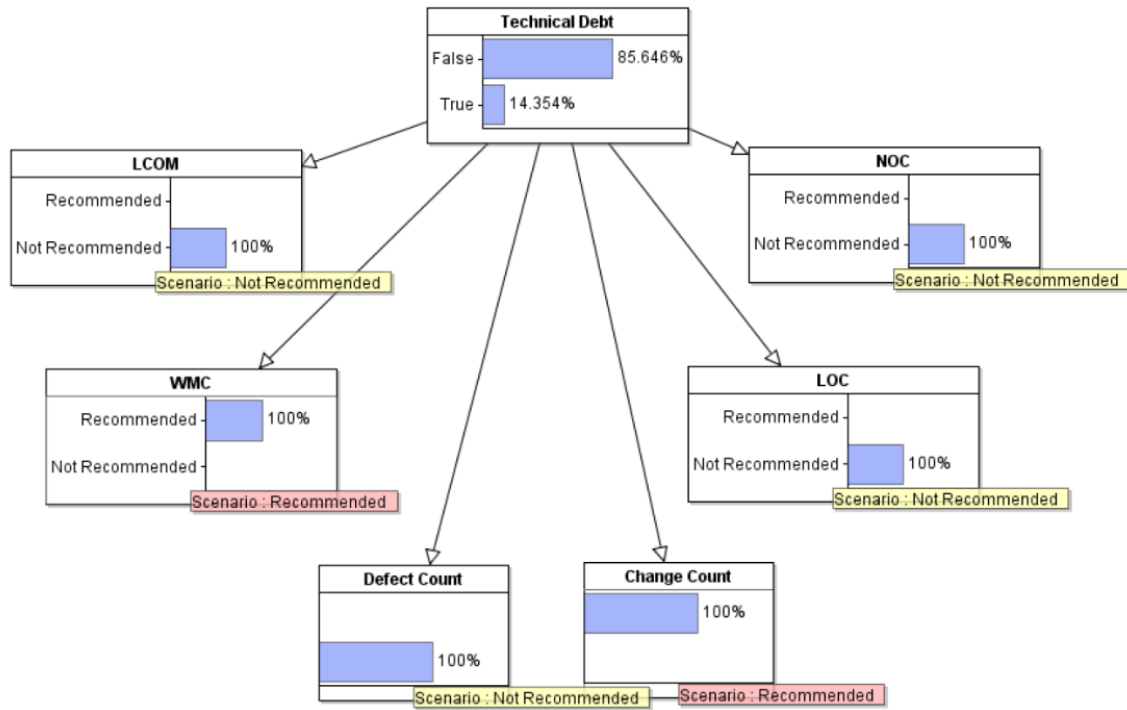 Technical Debt
False
85.646%
True
14.354%
LCOM
Recommended
Not Recommended
100%
Scenario : Not Recommended
NOC
Recommended
Not Recommended
100%
Scenario : Not Recommended
WMC
Recommended
100%
Not Recommended
Scenario : Recommended
LOC
Recommended
Not Recommended
100%
Scenario : Not Recommended
Defect Count
100%
Scenario : Not Recommended
Change Count
100%
Scenario : Recommended